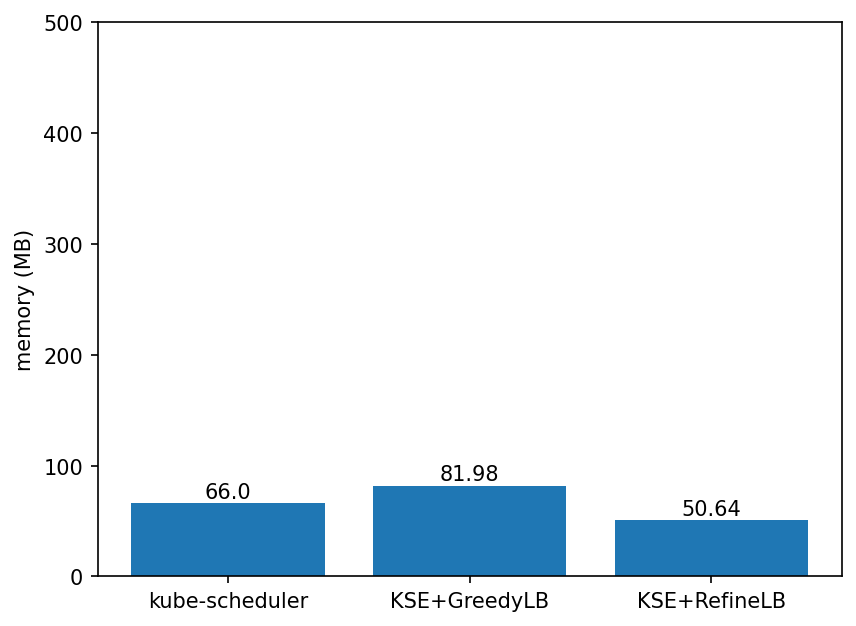 500
400
300
200
100
0
memory (MB)
66.0
81.98
50.64
kube-scheduler
KSE+GreedyLB
KSE+RefineLB